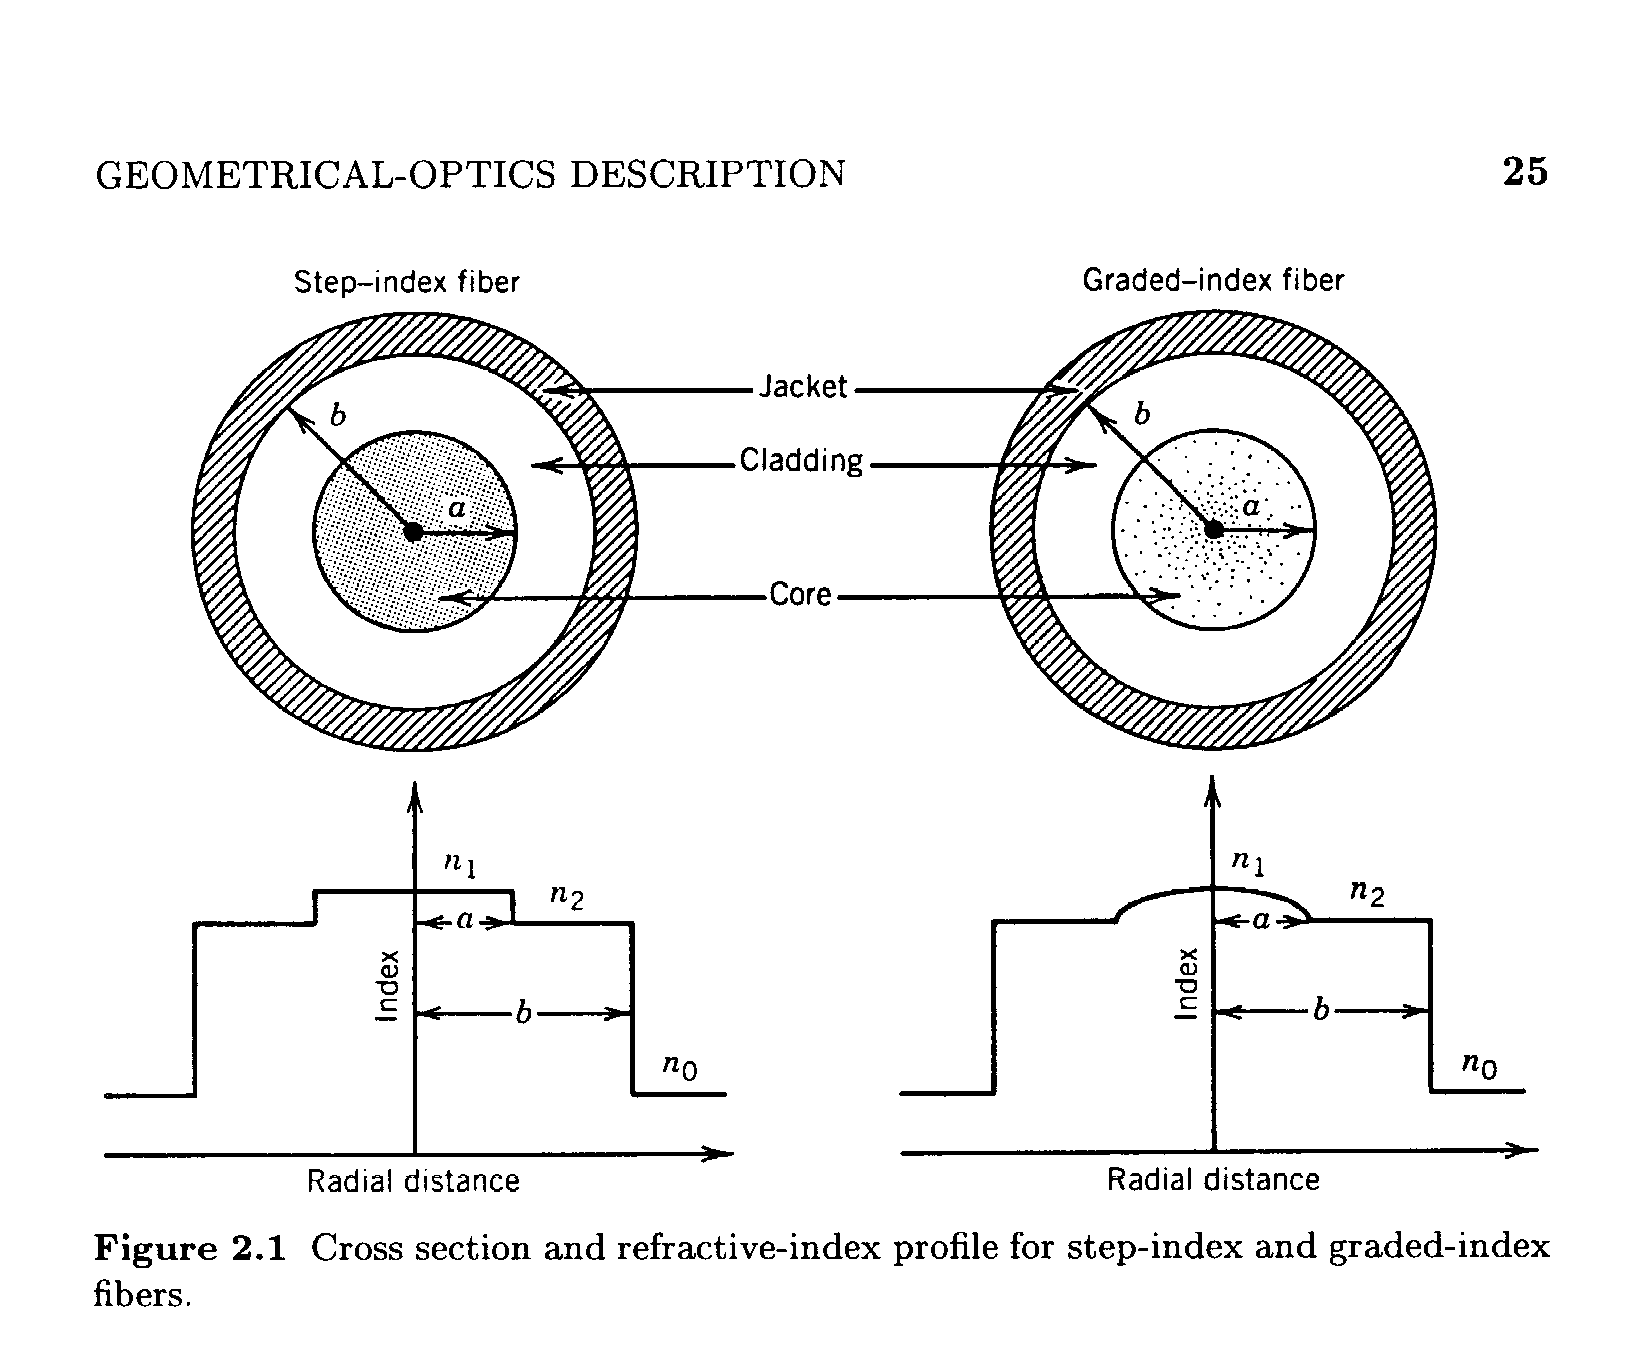 GEOMETRICAL-OPTICS DESCRIPTION 25
Step-index fiber
Graded-index fiber
Jacket
b
b
Cladding
a
a
Core
n1
n2
a
Index
b
n0
Radial distance
n1
n2
a
Index
b
n0
Radial distance
Figure 2.1 Cross section and refractive-index profile for step-index and graded-index
fibers.